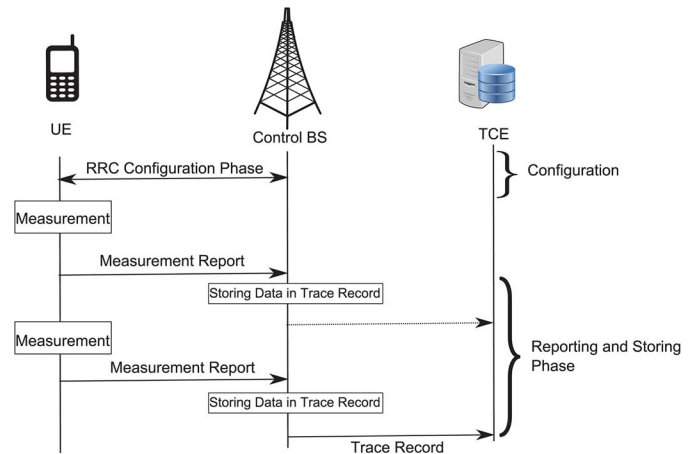 UE
Control BS
TCE
RRC Configuration Phase
Configuration
Measurement
Measurement Report
Storing Data in Trace Record
Measurement
Reporting and Storing
Phase
Measurement Report
Storing Data in Trace Record
Trace Record